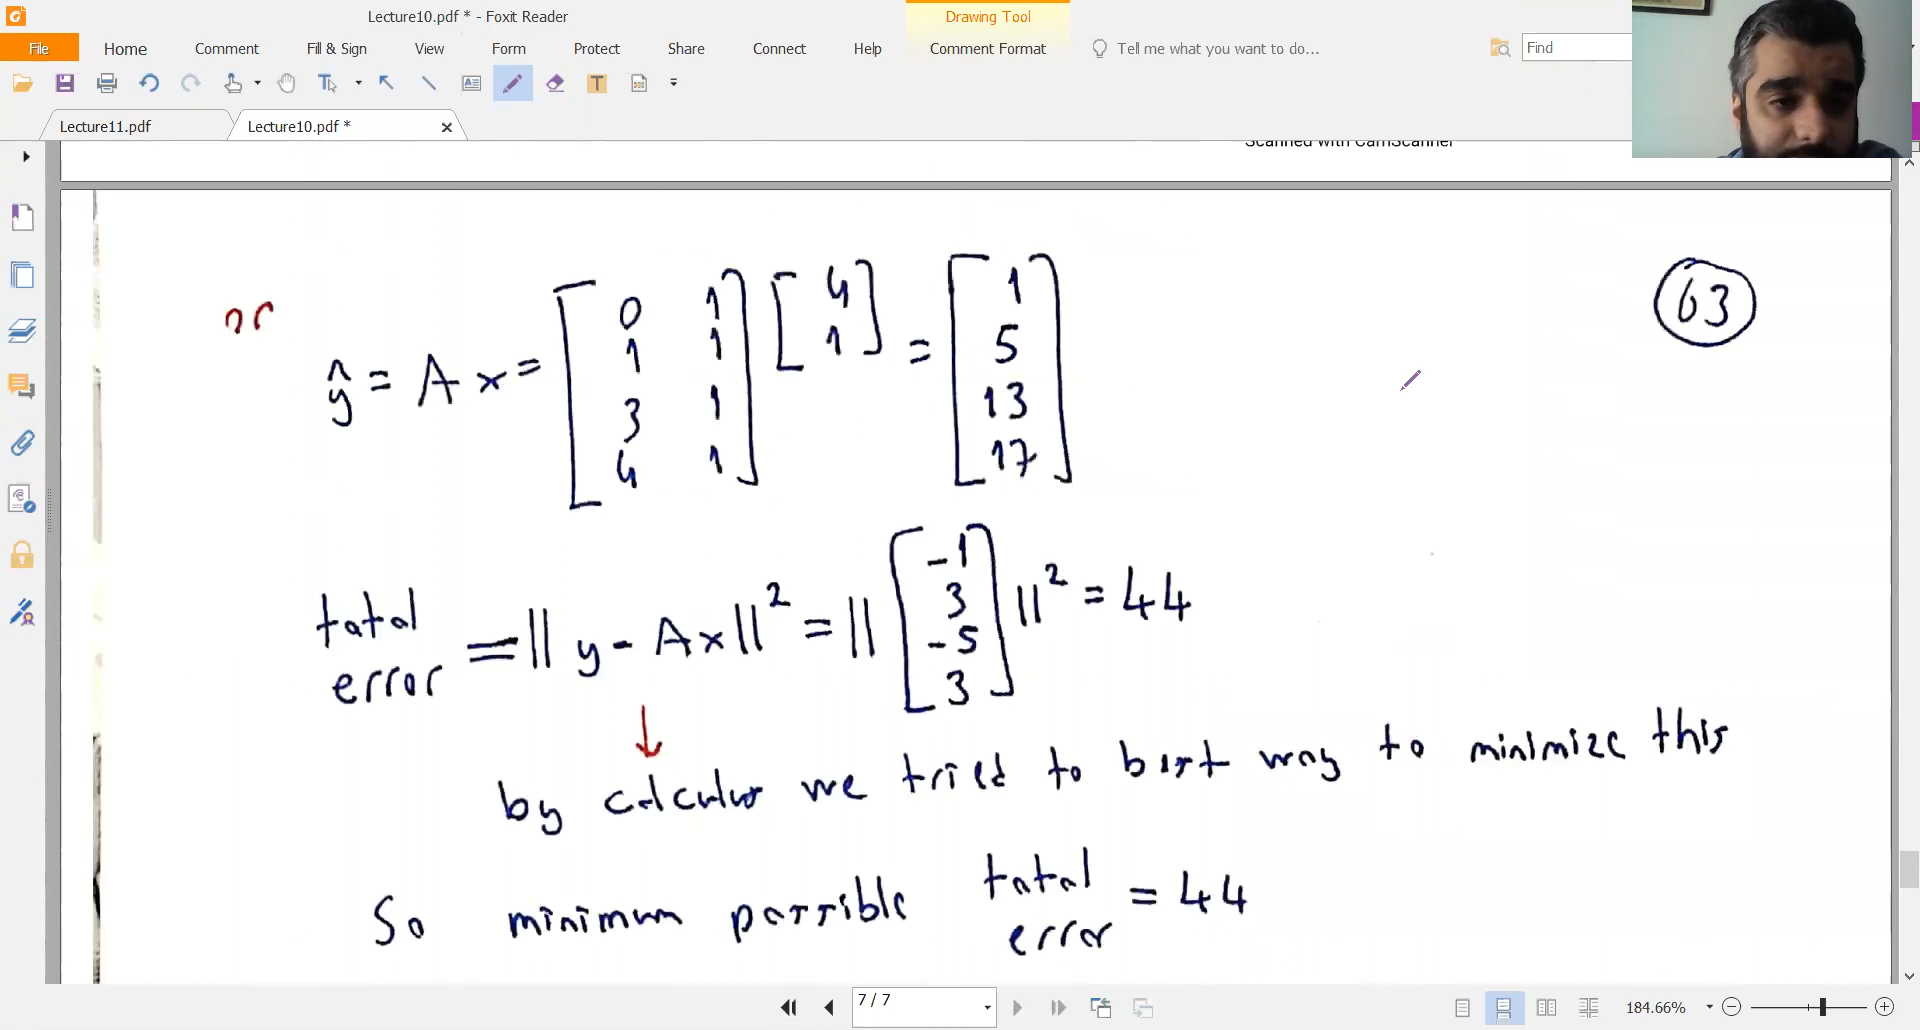 Lecture10.pdf * - Foxit Reader
Drawing Tool
File Home Comment Fill & Sign View Form Protect Share Connect Help Comment Format Tell me what you want to do... Find
Lecture11.pdf Lecture10.pdf *
Scanned with CamScanner
or
63
ŷ = A x = [0 1; 1 1; 3 1; 4 1] [4; 1] = [1; 5; 13; 17]
total error = || y - Ax ||² = || [-1; 3; -5; 3] ||² = 44
by calculus we tried to best way to minimize this
So minimum possible total error = 44
7 / 7
184.66%